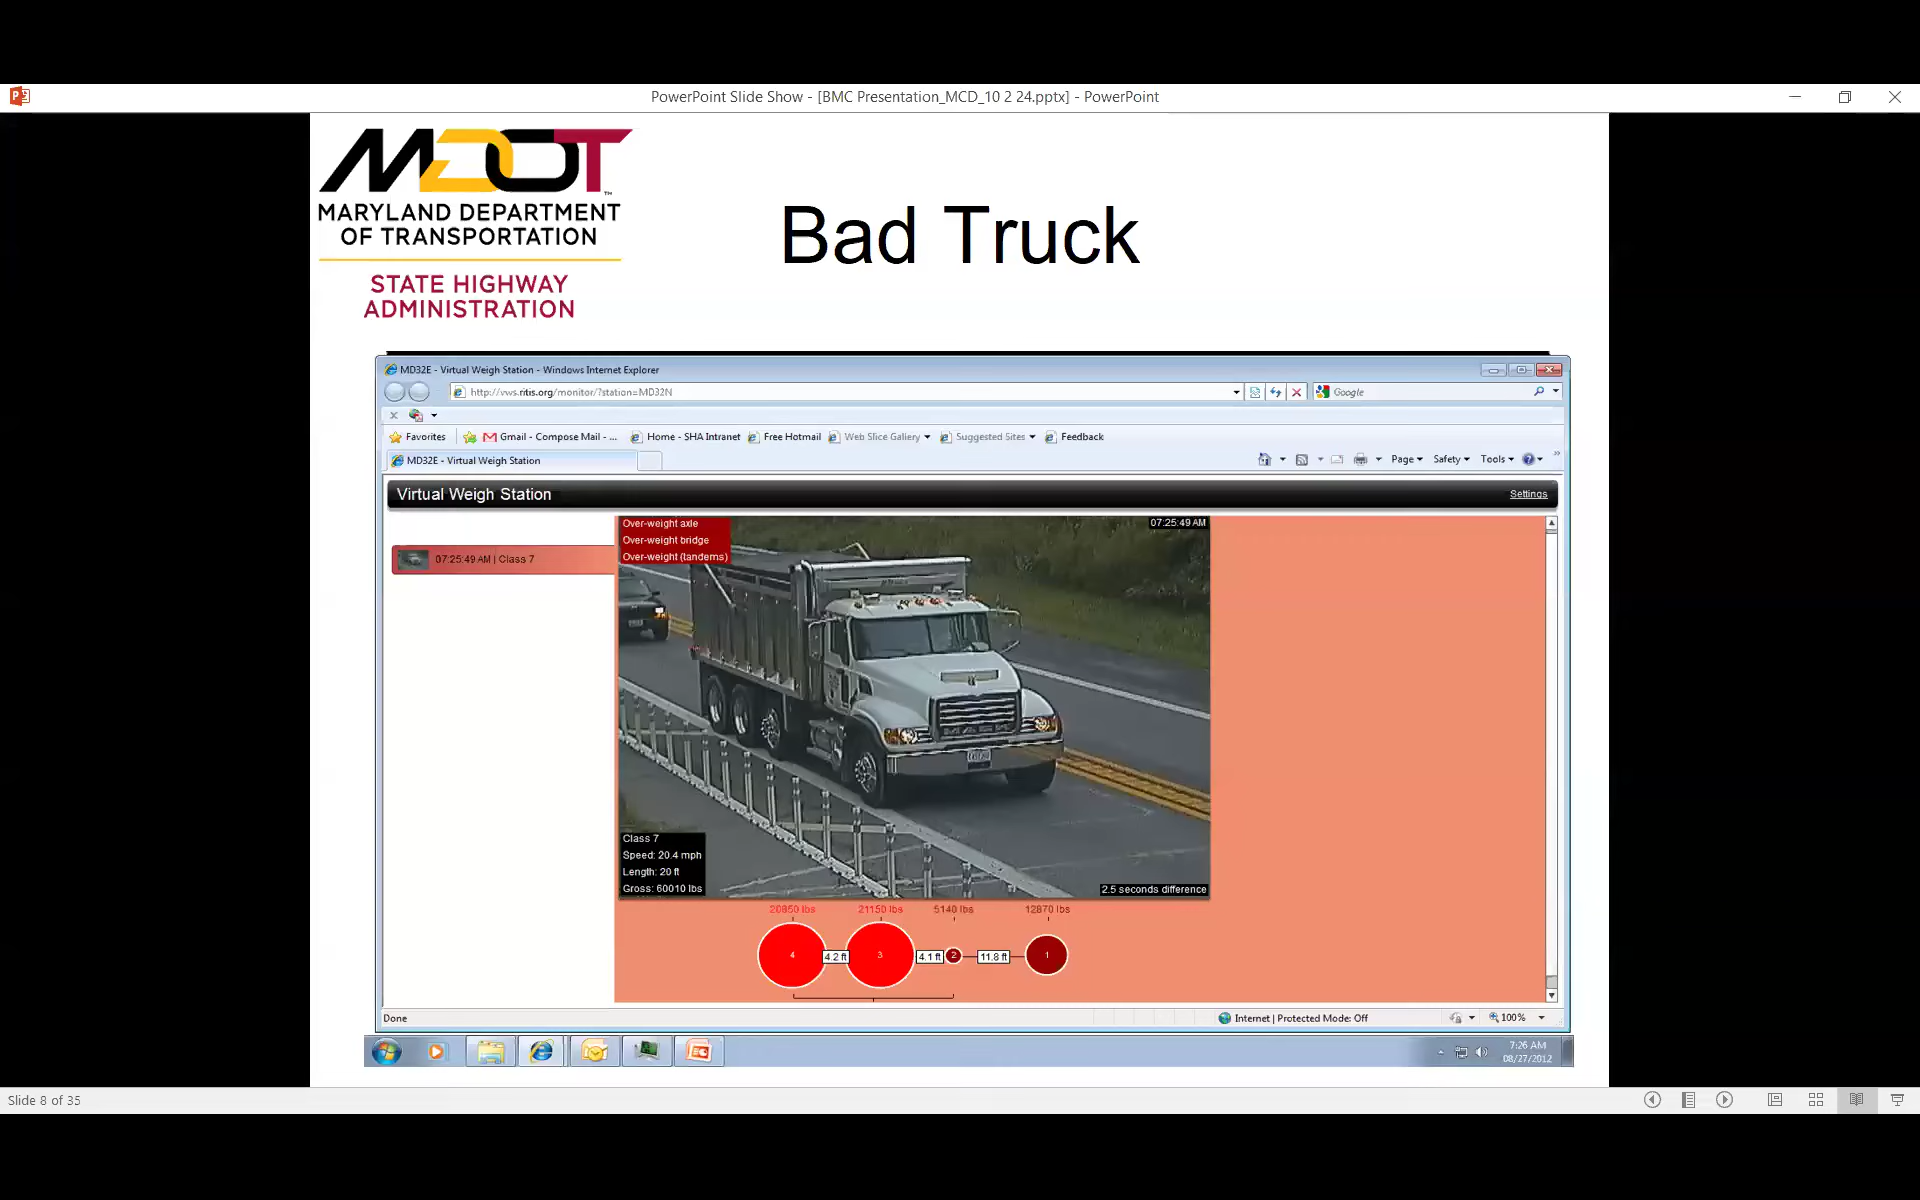 PowerPoint Slide Show - [BMC Presentation_MCD_10 2 24.pptx] - PowerPoint
MDOT™
MARYLAND DEPARTMENT
OF TRANSPORTATION
STATE HIGHWAY
ADMINISTRATION
Bad Truck
MD32E - Virtual Weigh Station - Windows Internet Explorer
http://vws.ritis.org/monitor/?station=MD32N
Google
Favorites Gmail - Compose Mail - ... Home - SHA Intranet Free Hotmail Web Slice Gallery Suggested Sites Feedback
MD32E - Virtual Weigh Station
Page Safety Tools
Virtual Weigh Station
Settings
07:25:49 AM | Class 7
Over-weight axle
Over-weight bridge
Over-weight (tandems)
07:25:49 AM
Class 7
Speed: 20.4 mph
Length: 20 ft
Gross: 60010 lbs
2.5 seconds difference
20850 lbs 21150 lbs 5140 lbs 12870 lbs
4 4.2 ft 3 4.1 ft 2 11.8 ft 1
Done
Internet | Protected Mode: Off
100%
7:26 AM
08/27/2012
Slide 8 of 35